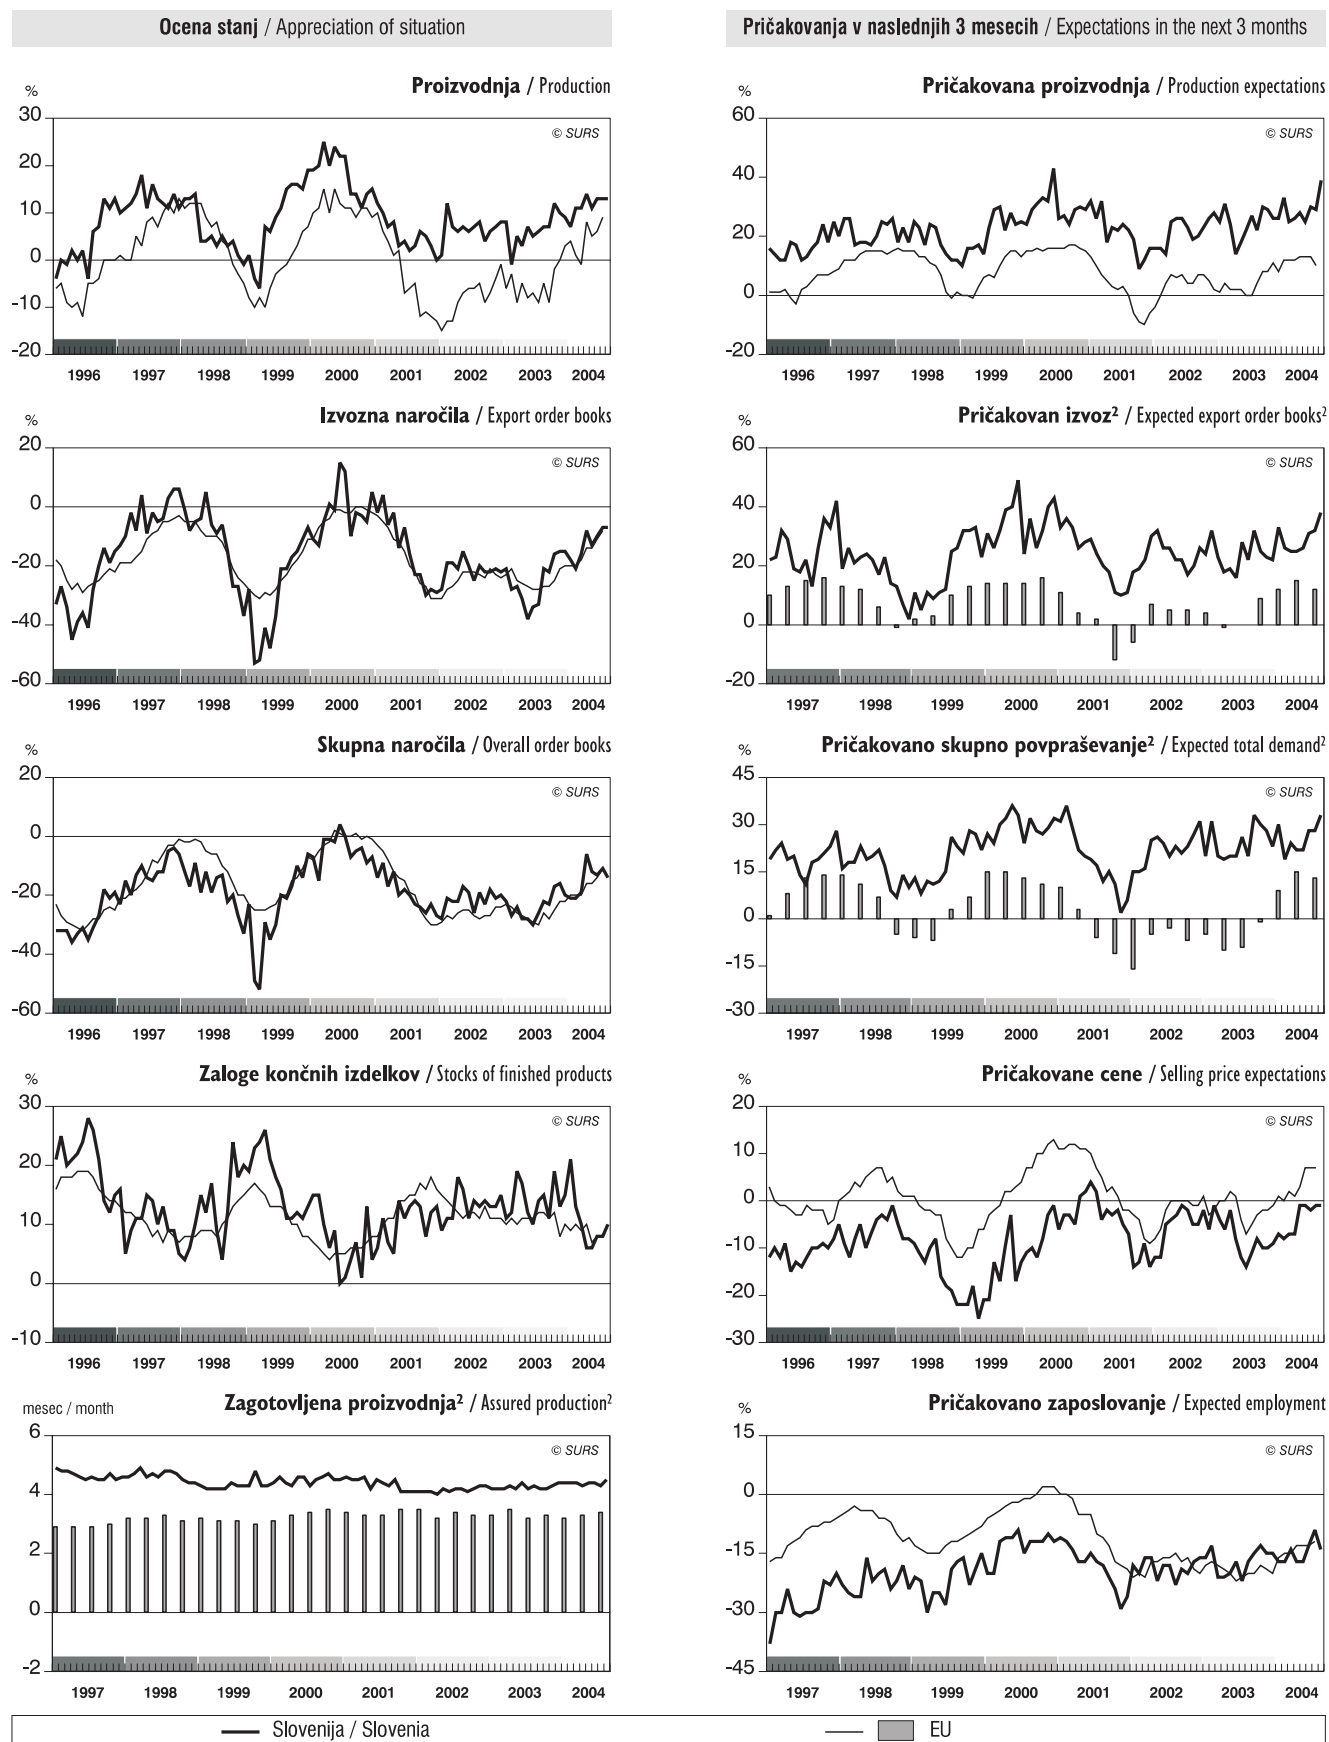 Ocena stanj / Appreciation of situation
Proizvodnja / Production
%
© SURS
30
20
10
0
-10
-20
1996 1997 1998 1999 2000 2001 2002 2003 2004
Izvozna naročila / Export order books
%
© SURS
20
0
-20
-40
-60
1996 1997 1998 1999 2000 2001 2002 2003 2004
Skupna naročila / Overall order books
%
© SURS
20
0
-20
-40
-60
1996 1997 1998 1999 2000 2001 2002 2003 2004
Zaloge končnih izdelkov / Stocks of finished products
%
© SURS
30
20
10
0
-10
1996 1997 1998 1999 2000 2001 2002 2003 2004
Zagotovljena proizvodnja² / Assured production²
mesec / month
© SURS
6
4
2
0
-2
1997 1998 1999 2000 2001 2002 2003 2004
Pričakovanja v naslednjih 3 mesecih / Expectations in the next 3 months
Pričakovana proizvodnja / Production expectations
%
© SURS
60
40
20
0
-20
1996 1997 1998 1999 2000 2001 2002 2003 2004
Pričakovan izvoz² / Expected export order books²
%
© SURS
60
40
20
0
-20
1997 1998 1999 2000 2001 2002 2003 2004
Pričakovano skupno povpraševanje² / Expected total demand²
%
© SURS
45
30
15
0
-15
-30
1997 1998 1999 2000 2001 2002 2003 2004
Pričakovane cene / Selling price expectations
%
© SURS
20
10
0
-10
-20
-30
1996 1997 1998 1999 2000 2001 2002 2003 2004
Pričakovano zaposlovanje / Expected employment
%
© SURS
15
0
-15
-30
-45
1997 1998 1999 2000 2001 2002 2003 2004
Slovenija / Slovenia
EU